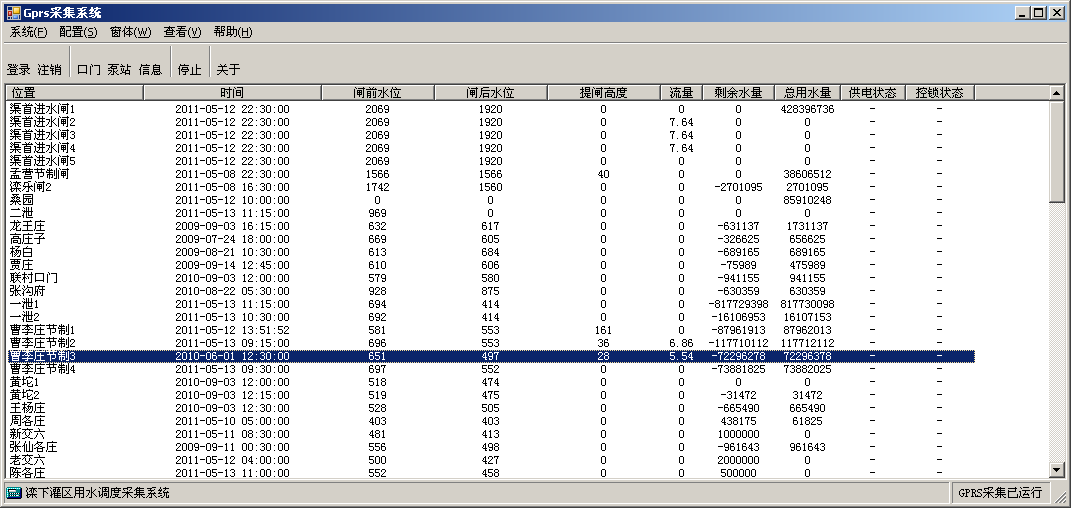 Gprs采集系统
系统(F) 配置(S) 窗体(W) 查看(V) 帮助(H)
登录 注销 口门 泵站 信息 停止 关于
位置 时间 闸前水位 闸后水位 提闸高度 流量 剩余水量 总用水量 供电状态 控锁状态
渠首进水闸1 2011-05-12 22:30:00 2069 1920 0 0 0 428396736 - -
渠首进水闸2 2011-05-12 22:30:00 2069 1920 0 7.64 0 0 - -
渠首进水闸3 2011-05-12 22:30:00 2069 1920 0 7.64 0 0 - -
渠首进水闸4 2011-05-12 22:30:00 2069 1920 0 7.64 0 0 - -
渠首进水闸5 2011-05-12 22:30:00 2069 1920 0 0 0 0 - -
孟营节制闸 2011-05-08 22:30:00 1566 1566 40 0 0 38606512 - -
滦乐闸2 2011-05-08 16:30:00 1742 1560 0 0 -2701095 2701095 - -
桑园 2011-05-12 10:00:00 0 0 0 0 0 85910248 - -
二泄 2011-05-13 11:15:00 969 0 0 0 0 0 - -
龙王庄 2009-09-03 16:15:00 632 617 0 0 -631137 1731137 - -
高庄子 2009-07-24 18:00:00 669 605 0 0 -326625 656625 - -
杨白 2009-08-21 10:30:00 613 684 0 0 -689165 689165 - -
贾庄 2009-09-14 12:45:00 610 606 0 0 -75989 475989 - -
联村口门 2010-09-03 12:00:00 579 580 0 0 -941155 941155 - -
张沟府 2010-08-22 05:30:00 928 875 0 0 -630359 630359 - -
一泄1 2011-05-13 11:15:00 694 414 0 0 -817729398 817730098 - -
一泄2 2011-05-13 10:30:00 692 414 0 0 -16106953 16107153 - -
曹李庄节制1 2011-05-12 13:51:52 581 553 161 0 -87961913 87962013 - -
曹李庄节制2 2011-05-13 09:15:00 696 553 36 6.86 -117710112 117712112 - -
曹李庄节制3 2010-06-01 12:30:00 651 497 28 5.54 -72296278 72296378 - -
曹李庄节制4 2011-05-13 09:30:00 697 552 0 0 -73881825 73882025 - -
黄坨1 2010-09-03 12:00:00 518 474 0 0 0 0 - -
黄坨2 2010-09-03 12:15:00 519 475 0 0 -31472 31472 - -
王杨庄 2010-09-03 12:30:00 528 505 0 0 -665490 665490 - -
周各庄 2011-05-10 05:00:00 403 403 0 0 438175 61825 - -
新交六 2011-05-11 08:30:00 481 413 0 0 1000000 0 - -
张仙各庄 2009-09-11 00:30:00 556 498 0 0 -961643 961643 - -
老交六 2011-05-12 04:00:00 500 427 0 0 2000000 0 - -
陈各庄 2011-05-13 11:00:00 552 458 0 0 500000 0 - -
滦下灌区用水调度采集系统 GPRS采集已运行